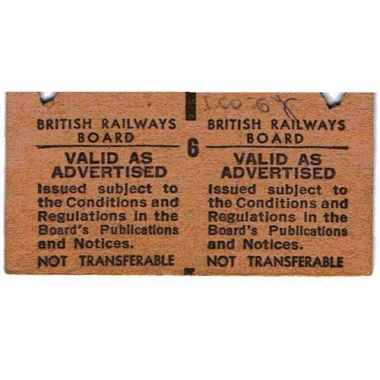 BRITISH RAILWAYS
BOARD
VALID AS
ADVERTISED
Issued subject to
the Conditions and
Regulations in the
Board's Publications
and Notices.
NOT TRANSFERABLE
6
BRITISH RAILWAYS
BOARD
VALID AS
ADVERTISED
Issued subject to
the Conditions and
Regulations in the
Board's Publications
and Notices.
NOT TRANSFERABLE